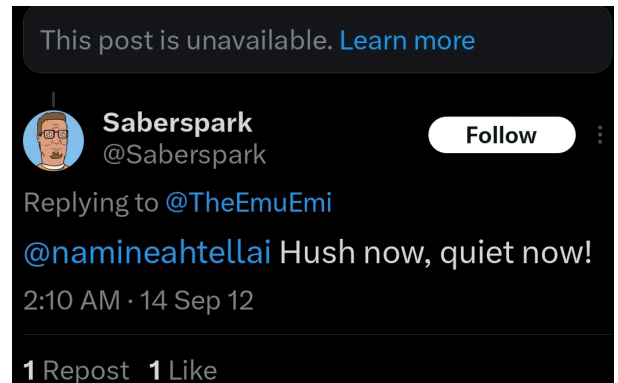 This post is unavailable. Learn more
Saberspark
Follow
@Saberspark
Replying to @TheEmuEmi
@namineahtellai Hush now, quiet now!
2:10 AM · 14 Sep 12
1 Repost 1 Like